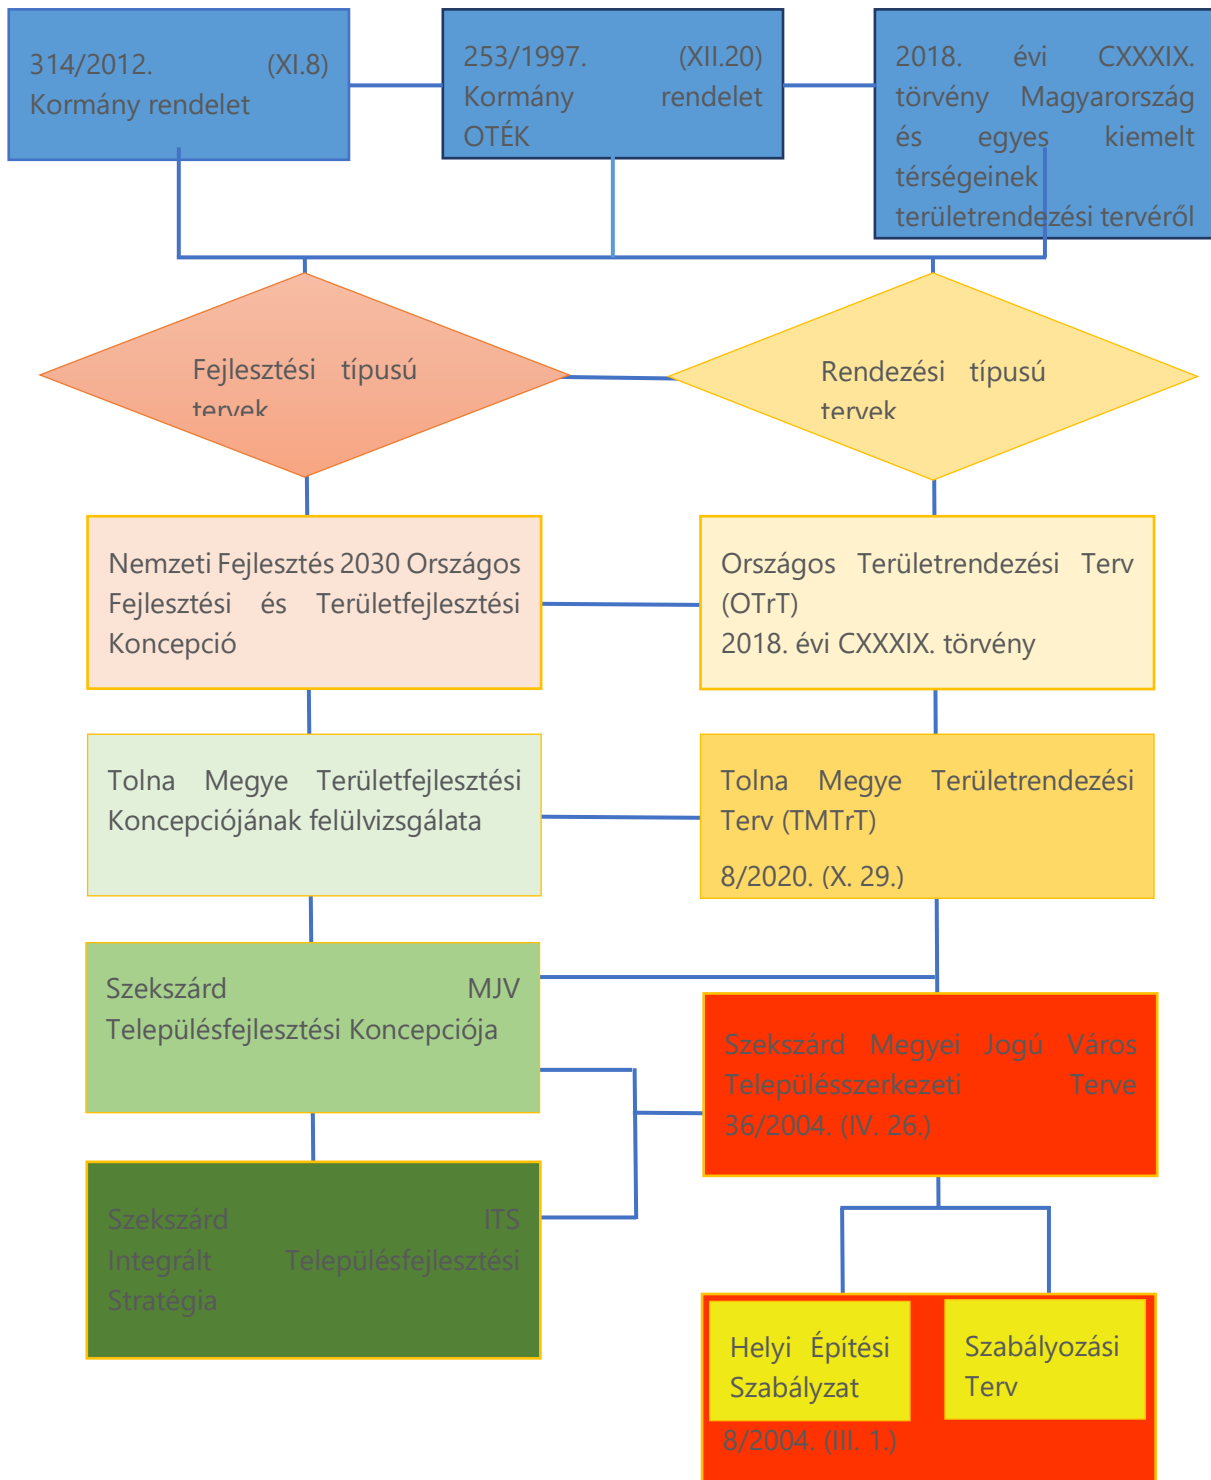 314/2012. (XI.8)
Kormány rendelet
253/1997. (XII.20)
Kormány rendelet
OTÉK
2018. évi CXXXIX.
törvény Magyarország
és egyes kiemelt
térségeinek
területrendezési tervéről
Fejlesztési típusú
tervek
Rendezési típusú
tervek
Nemzeti Fejlesztés 2030 Országos
Fejlesztési és Területfejlesztési
Koncepció
Országos Területrendezési Terv
(OTrT)
2018. évi CXXXIX. törvény
Tolna Megye Területfejlesztési
Koncepciójának felülvizsgálata
Tolna Megye Területrendezési
Terv (TMTrT)
8/2020. (X. 29.)
Szekszárd MJV
Településfejlesztési Koncepciója
Szekszárd Megyei Jogú Város
Településszerkezeti Terve
36/2004. (IV. 26.)
Szekszárd ITS
Integrált Településfejlesztési
Stratégia
Helyi Építési
Szabályzat
Szabályozási
Terv
8/2004. (III. 1.)